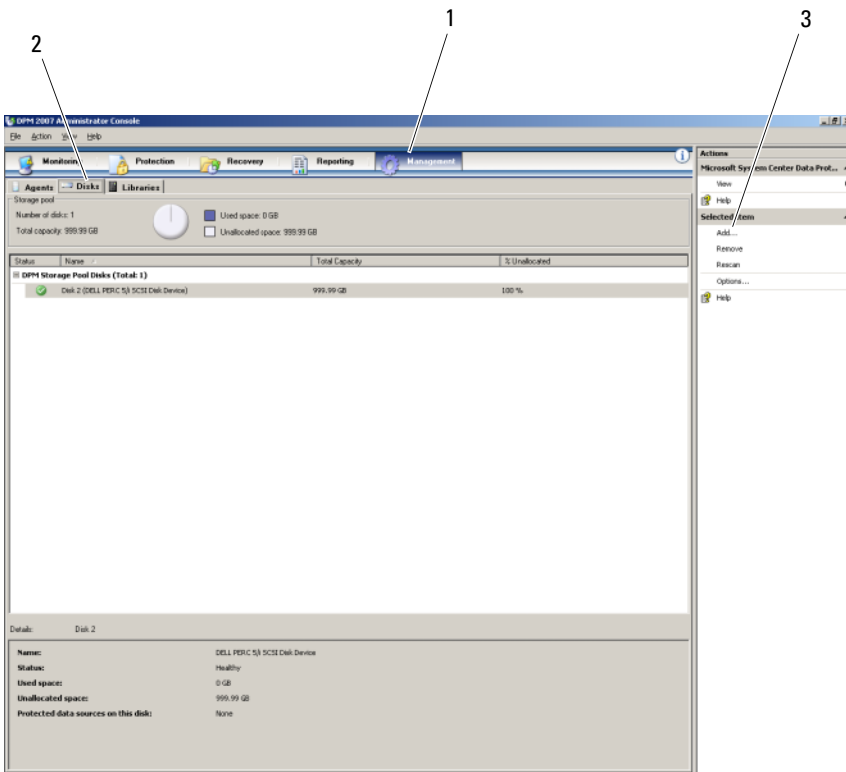 1
2
3
DPM 2007 Administrator Console
File Action View Help
Monitoring Protection Recovery Reporting Management
Agents Disks Libraries
Storage pool
Number of disks: 1
Total capacity: 999.99 GB
Used space: 0 GB
Unallocated space: 999.99 GB
Status Name Total Capacity % Unallocated
DPM Storage Pool Disks (Total: 1)
Disk 2 (DELL PERC 5/i SCSI Disk Device) 999.99 GB 100 %
Details: Disk 2
Name: DELL PERC 5/i SCSI Disk Device
Status: Healthy
Used space: 0 GB
Unallocated space: 999.99 GB
Protected data sources on this disk: None
Actions
Microsoft System Center Data Prot...
View
Help
Selected item
Add...
Remove
Rescan
Options...
Help